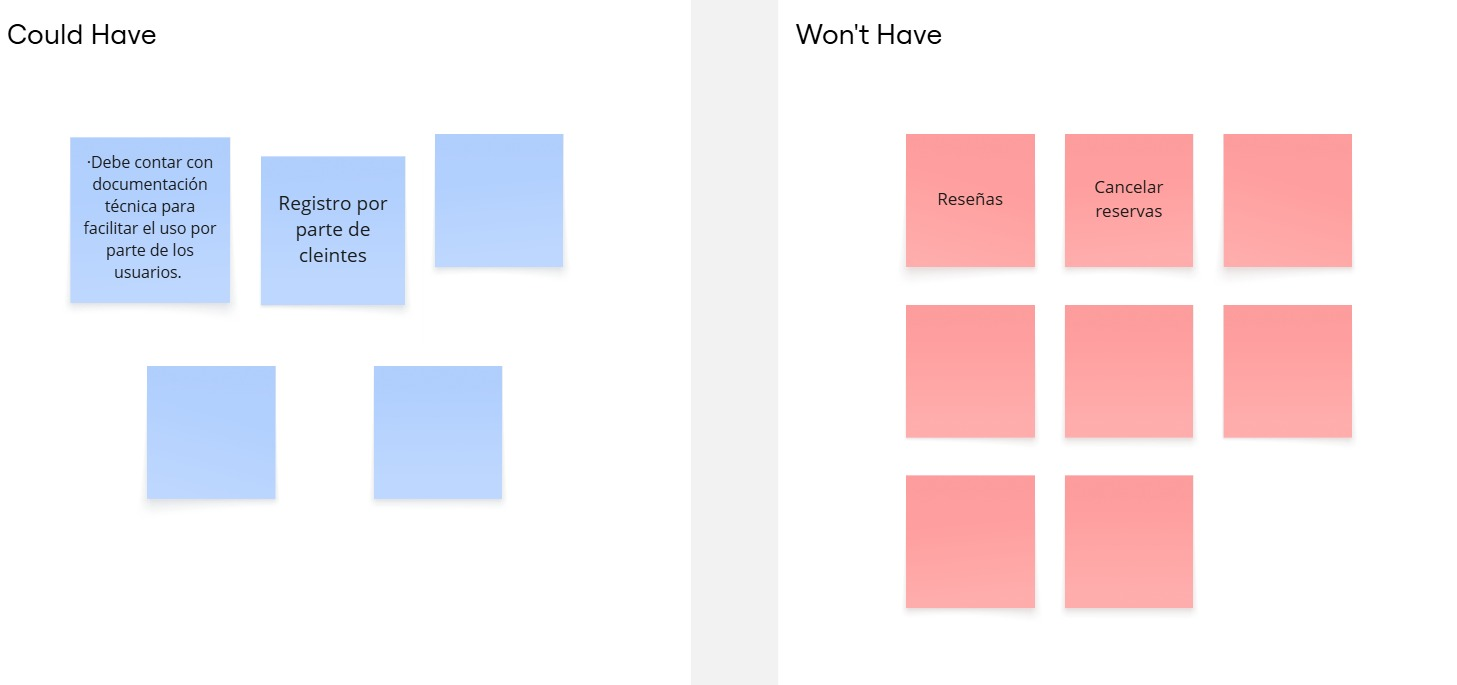 Could Have
·Debe contar con
documentación
técnica para
facilitar el uso por
parte de los
usuarios.
Registro por
parte de
cleintes
Won't Have
Reseñas
Cancelar
reservas